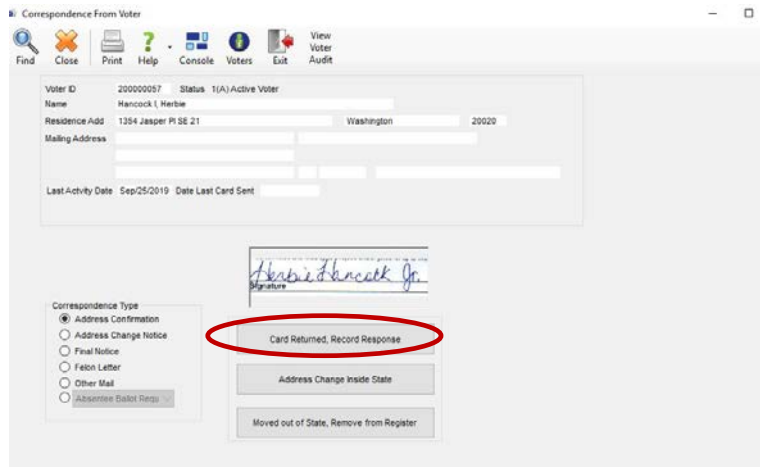 Correspondence From Voter
Find Close Print Help Console Voters Exit View Voter Audit
Voter ID 200000057 Status 1(A) Active Voter
Name Hancock I, Herbie
Residence Add 1354 Jasper Pl SE 21 Washington 20020
Mailing Address
Last Actvity Date Sep/25/2019 Date Last Card Sent
Herbie Hancock Jr.
Signature
Correspondence Type
Address Confirmation
Address Change Notice
Final Notice
Felon Letter
Other Mail
Absentee Ballot Requ
Card Returned, Record Response
Address Change Inside State
Moved out of State, Remove from Register